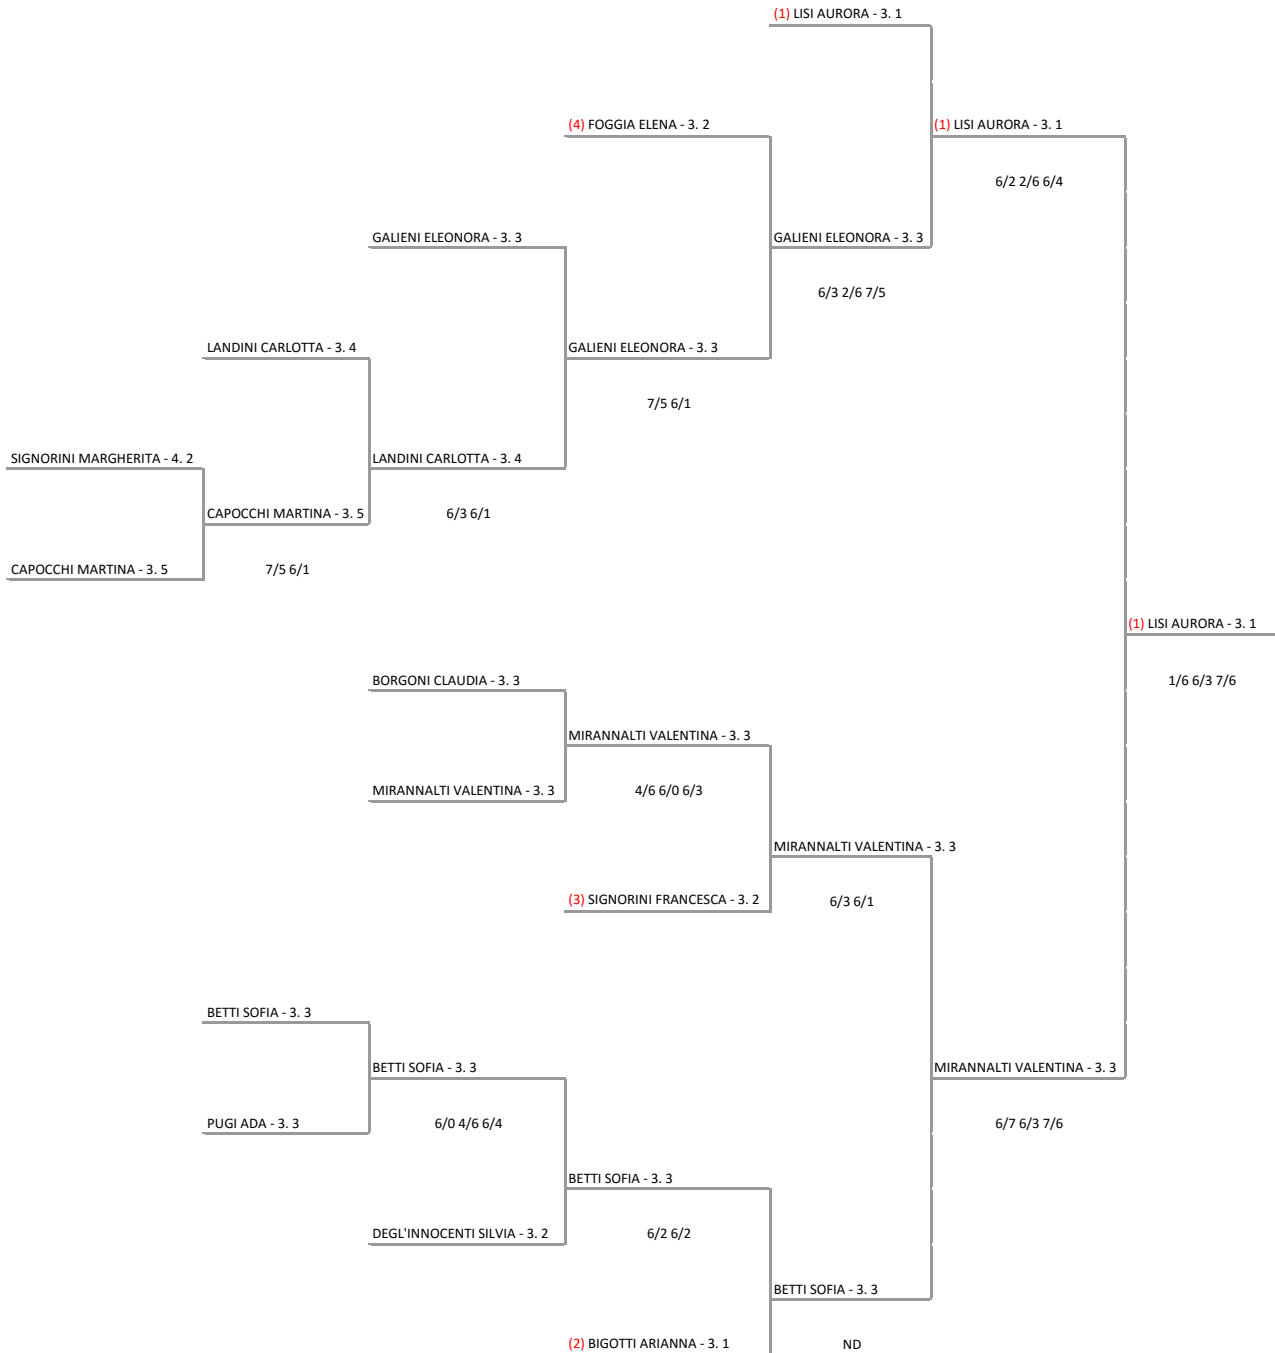 (1) LISI AURORA - 3. 1
(4) FOGGIA ELENA - 3. 2
(1) LISI AURORA - 3. 1
6/2 2/6 6/4
GALIENI ELEONORA - 3. 3
GALIENI ELEONORA - 3. 3
6/3 2/6 7/5
LANDINI CARLOTTA - 3. 4
GALIENI ELEONORA - 3. 3
7/5 6/1
SIGNORINI MARGHERITA - 4. 2
LANDINI CARLOTTA - 3. 4
CAPOCCHI MARTINA - 3. 5
6/3 6/1
CAPOCCHI MARTINA - 3. 5
7/5 6/1
(1) LISI AURORA - 3. 1
BORGONI CLAUDIA - 3. 3
1/6 6/3 7/6
MIRANNALTI VALENTINA - 3. 3
MIRANNALTI VALENTINA - 3. 3
4/6 6/0 6/3
MIRANNALTI VALENTINA - 3. 3
(3) SIGNORINI FRANCESCA - 3. 2
6/3 6/1
BETTI SOFIA - 3. 3
BETTI SOFIA - 3. 3
MIRANNALTI VALENTINA - 3. 3
PUGI ADA - 3. 3
6/0 4/6 6/4
6/7 6/3 7/6
BETTI SOFIA - 3. 3
DEGL'INNOCENTI SILVIA - 3. 2
6/2 6/2
BETTI SOFIA - 3. 3
(2) BIGOTTI ARIANNA - 3. 1
ND